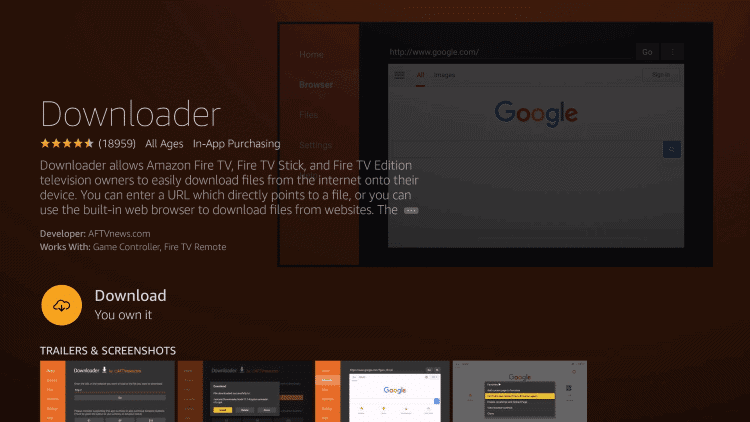 Home
http://www.google.com/
Go
All Images
Sign in
Browser
Google
Files
Settings
Downloader
(18959) All Ages In-App Purchasing
Downloader allows Amazon Fire TV, Fire TV Stick, and Fire TV Edition
television owners to easily download files from the internet onto their
device. You can enter a URL which directly points to a file, or you can
use the built-in web browser to download files from websites. The
Developer: AFTVnews.com
Works With: Game Controller, Fire TV Remote
Download
You own it
TRAILERS & SCREENSHOTS
Downloader
Downloader
Google